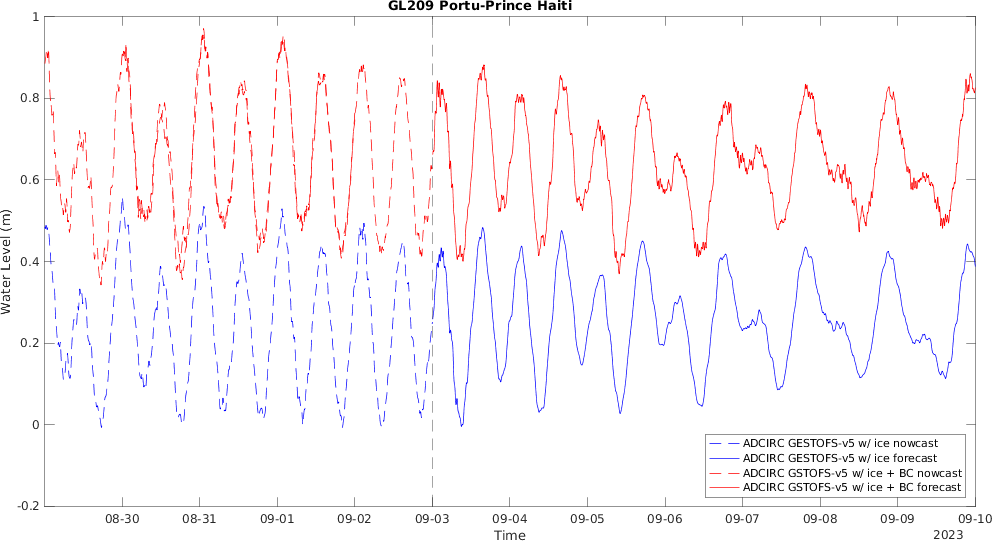 GL209 Portu-Prince Haiti
1
0.8
0.6
0.4
0.2
0
-0.2
Water Level (m)
ADCIRC GESTOFS-v5 w/ ice nowcast
ADCIRC GESTOFS-v5 w/ ice forecast
ADCIRC GSTOFS-v5 w/ ice + BC nowcast
ADCIRC GSTOFS-v5 w/ ice + BC forecast
08-30 08-31 09-01 09-02 09-03 09-04 09-05 09-06 09-07 09-08 09-09 09-10
Time
2023